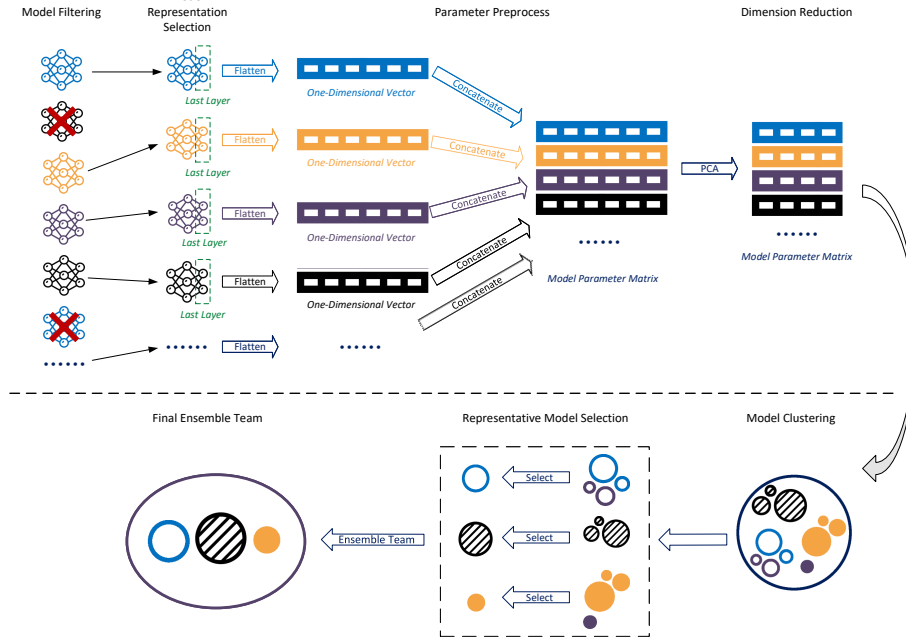 Model Filtering
Representation
Selection
Parameter Preprocess
Dimension Reduction
Last Layer
Flatten
One-Dimensional Vector
Concatenate
Last Layer
Flatten
One-Dimensional Vector
Concatenate
Last Layer
Flatten
One-Dimensional Vector
Concatenate
Last Layer
Flatten
One-Dimensional Vector
Concatenate
......
......
Flatten
......
Concatenate
......
Model Parameter Matrix
PCA
......
Model Parameter Matrix
Final Ensemble Team
Representative Model Selection
Model Clustering
Select
Select
Select
Ensemble Team